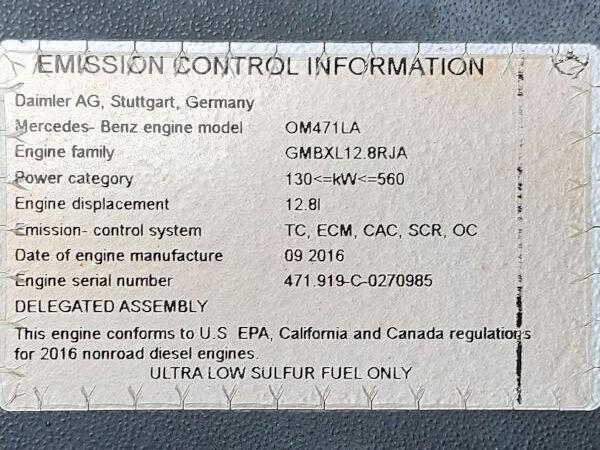 EMISSION CONTROL INFORMATION
Daimler AG, Stuttgart, Germany
Mercedes- Benz engine model OM471LA
Engine family GMBXL12.8RJA
Power category 130<=kW<=560
Engine displacement 12.8l
Emission- control system TC, ECM, CAC, SCR, OC
Date of engine manufacture 09 2016
Engine serial number 471.919-C-0270985
DELEGATED ASSEMBLY
This engine conforms to U.S EPA, California and Canada regulations
for 2016 nonroad diesel engines.
ULTRA LOW SULFUR FUEL ONLY